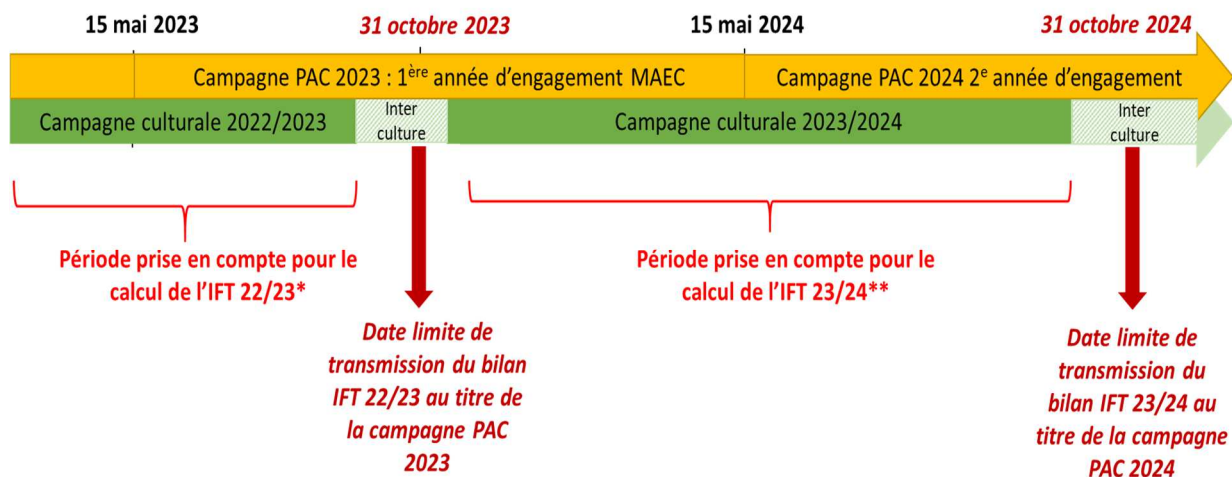 15 mai 2023
31 octobre 2023
15 mai 2024
31 octobre 2024
Campagne PAC 2023 : 1ère année d’engagement MAEC
Campagne PAC 2024 2e année d’engagement
Campagne culturale 2022/2023
Inter
culture
Campagne culturale 2023/2024
Inter
culture
Période prise en compte pour le
calcul de l’IFT 22/23*
Période prise en compte pour le
calcul de l’IFT 23/24**
Date limite de
transmission du bilan
IFT 22/23 au titre de
la campagne PAC
2023
Date limite de
transmission du
bilan IFT 23/24 au
titre de la campagne
PAC 2024